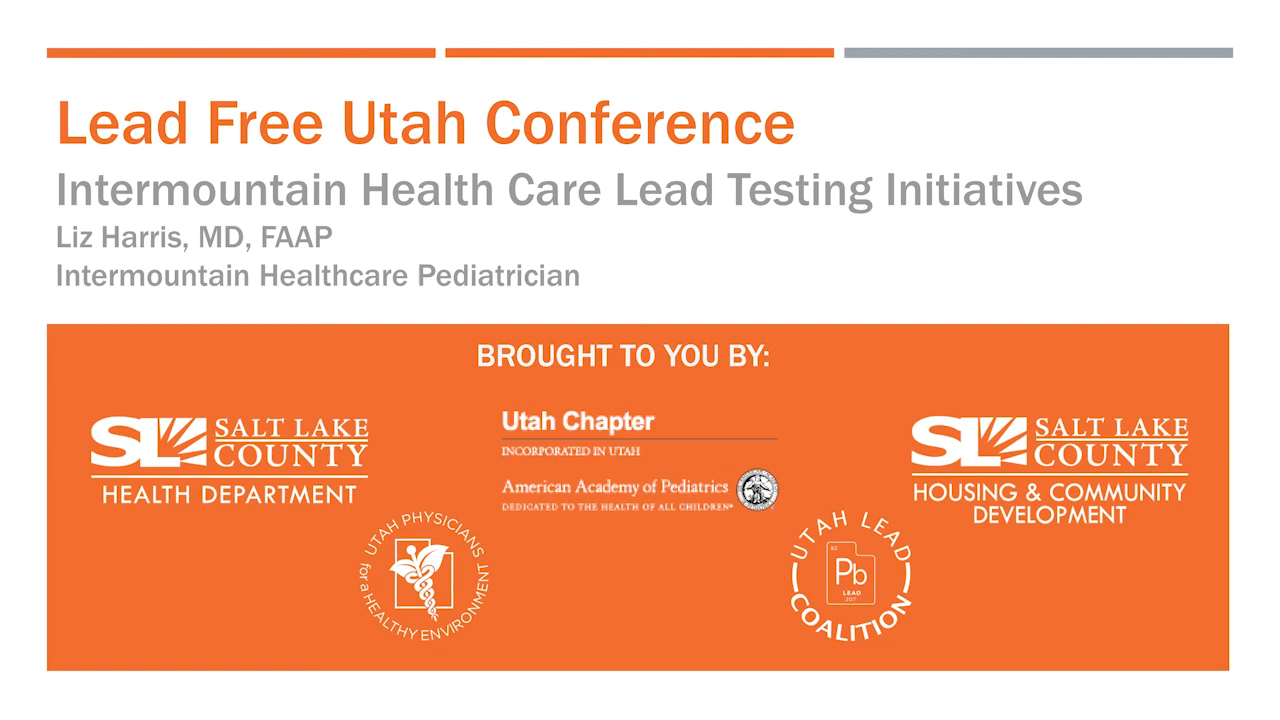 Lead Free Utah Conference
Intermountain Health Care Lead Testing Initiatives
Liz Harris, MD, FAAP
Intermountain Healthcare Pediatrician
BROUGHT TO YOU BY:
SL SALT LAKE
COUNTY
HEALTH DEPARTMENT
Utah Chapter
INCORPORATED IN UTAH
American Academy of Pediatrics
DEDICATED TO THE HEALTH OF ALL CHILDREN®
SL SALT LAKE
COUNTY
HOUSING & COMMUNITY
DEVELOPMENT
UTAH PHYSICIANS
for a HEALTHY ENVIRONMENT
UTAH LEAD
82
Pb
LEAD
207
COALITION